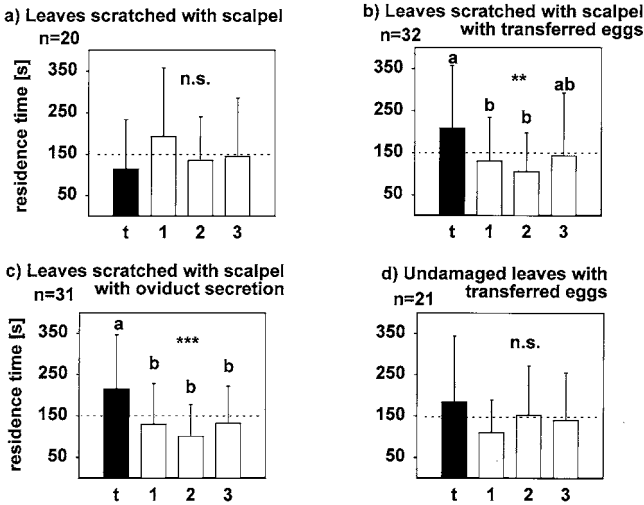 a) Leaves scratched with scalpel
n=20
residence time [s]
350
250
150
50
n.s.
t 1 2 3
b) Leaves scratched with scalpel
with transferred eggs
n=32
350
250
150
50
a
**
ab
b
b
t 1 2 3
c) Leaves scratched with scalpel
with oviduct secretion
n=31
residence time [s]
350
250
150
50
a
***
b
b
b
t 1 2 3
d) Undamaged leaves with
transferred eggs
n=21
350
250
150
50
n.s.
t 1 2 3